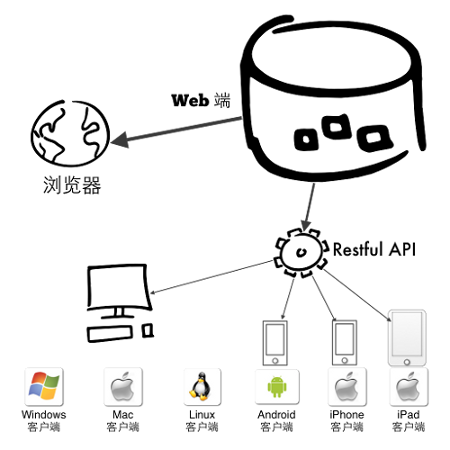 Web 端
浏览器
Restful API
Windows
客户端
Mac
客户端
Linux
客户端
Android
客户端
iPhone
客户端
iPad
客户端